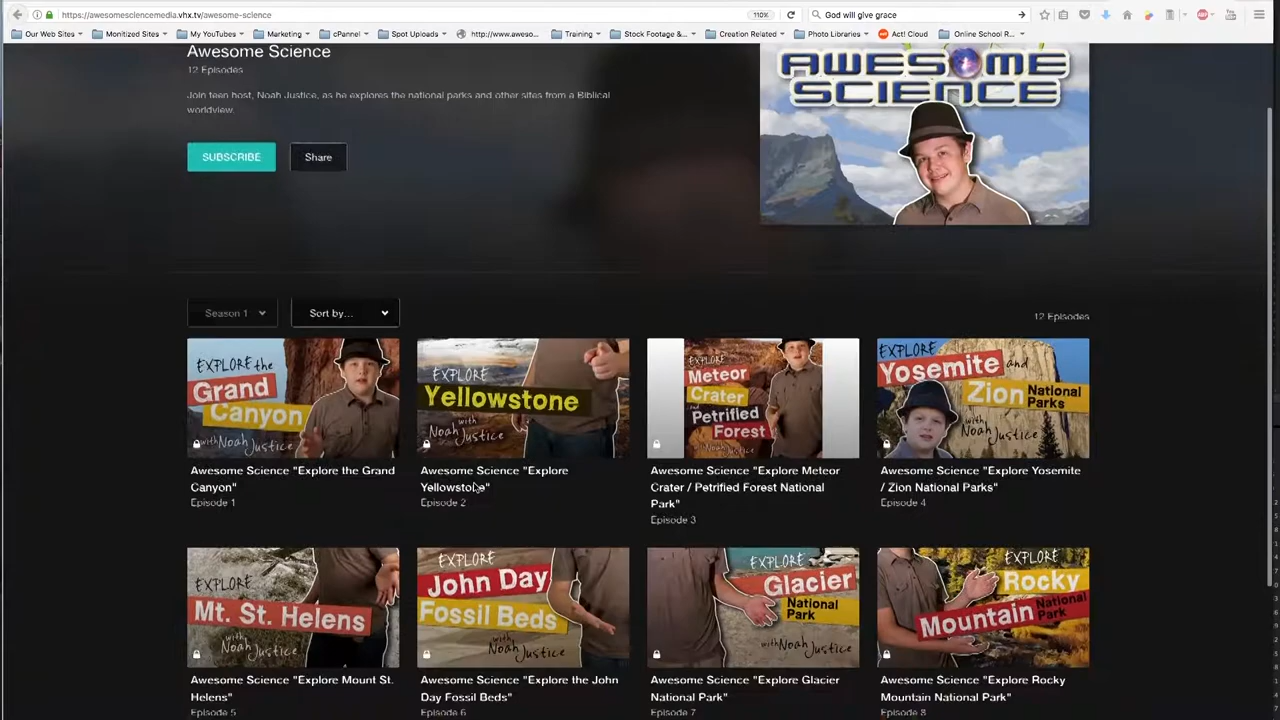 https://awesomesciencemedia.vhx.tv/awesome-science
110%
God will give grace
Our Web Sites
Monitized Sites
My YouTubes
Marketing
cPannel
Spot Uploads
http://www.aweso...
Training
Stock Footage &...
Creation Related
Photo Libraries
Act! Cloud
Online School R...
Awesome Science
12 Episodes
Join teen host, Noah Justice, as he explores the national parks and other sites from a Biblical
worldview.
SUBSCRIBE
Share
AWESOME
SCIENCE
Season 1
Sort by...
12 Episodes
EXPLORE the
Grand
Canyon
with Noah Justice
EXPLORE
Yellowstone
with
Noah Justice
EXPLORE
Meteor
Crater
and
Petrified
Forest
with Noah Justice
EXPLORE
Yosemite and
Zion National
Parks
with
Noah Justice
Awesome Science "Explore the Grand
Canyon"
Episode 1
Awesome Science "Explore
Yellowstone"
Episode 2
Awesome Science "Explore Meteor
Crater / Petrified Forest National
Park"
Episode 3
Awesome Science "Explore Yosemite
/ Zion National Parks"
Episode 4
EXPLORE
Mt. St. Helens
with
Noah Justice
EXPLORE
John Day
Fossil Beds
with
Noah Justice
EXPLORE
Glacier
National
Park
with Noah Justice
EXPLORE
Rocky
Mountain National
Park
with
Noah Justice
Awesome Science "Explore Mount St.
Helens"
Episode 5
Awesome Science "Explore the John
Day Fossil Beds"
Episode 6
Awesome Science "Explore Glacier
National Park"
Episode 7
Awesome Science "Explore Rocky
Mountain National Park"
Episode 8